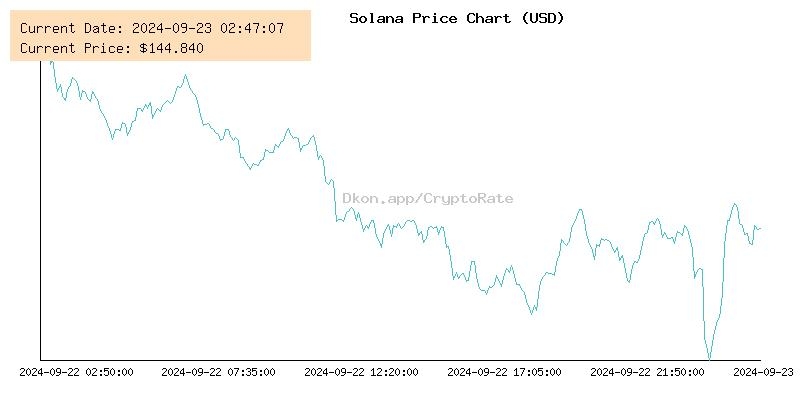 Solana Price Chart (USD)
Current Date: 2024-09-23 02:47:07
Current Price: $144.840
Dkon.app/CryptoRate
2024-09-22 02:50:00 2024-09-22 07:35:00 2024-09-22 12:20:00 2024-09-22 17:05:00 2024-09-22 21:50:00 2024-09-23